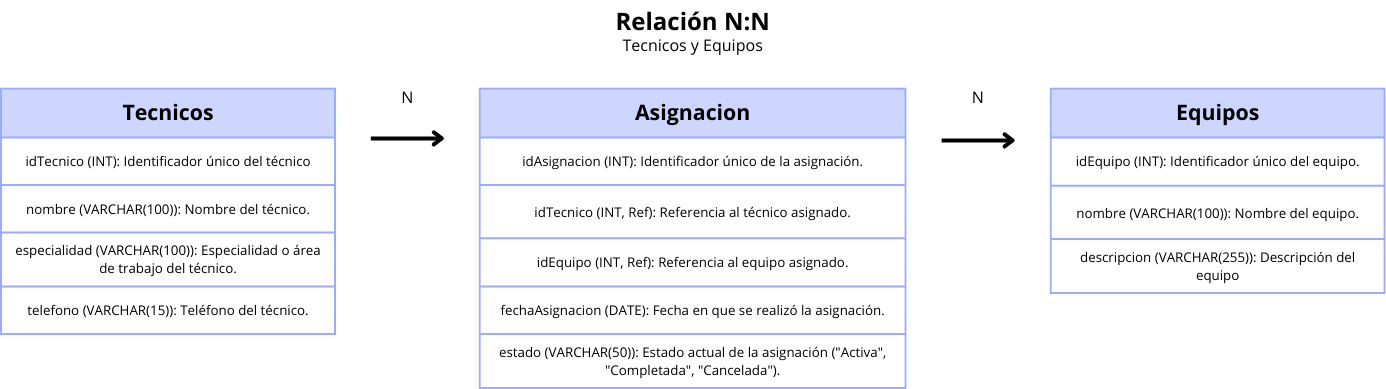 Relación N:N
Tecnicos y Equipos
Tecnicos
idTecnico (INT): Identificador único del técnico
nombre (VARCHAR(100)): Nombre del técnico.
especialidad (VARCHAR(100)): Especialidad o área
de trabajo del técnico.
telefono (VARCHAR(15)): Teléfono del técnico.
N
Asignacion
idAsignacion (INT): Identificador único de la asignación.
idTecnico (INT, Ref): Referencia al técnico asignado.
idEquipo (INT, Ref): Referencia al equipo asignado.
fechaAsignacion (DATE): Fecha en que se realizó la asignación.
estado (VARCHAR(50)): Estado actual de la asignación ("Activa",
"Completada", "Cancelada").
N
Equipos
idEquipo (INT): Identificador único del equipo.
nombre (VARCHAR(100)): Nombre del equipo.
descripcion (VARCHAR(255)): Descripción del
equipo